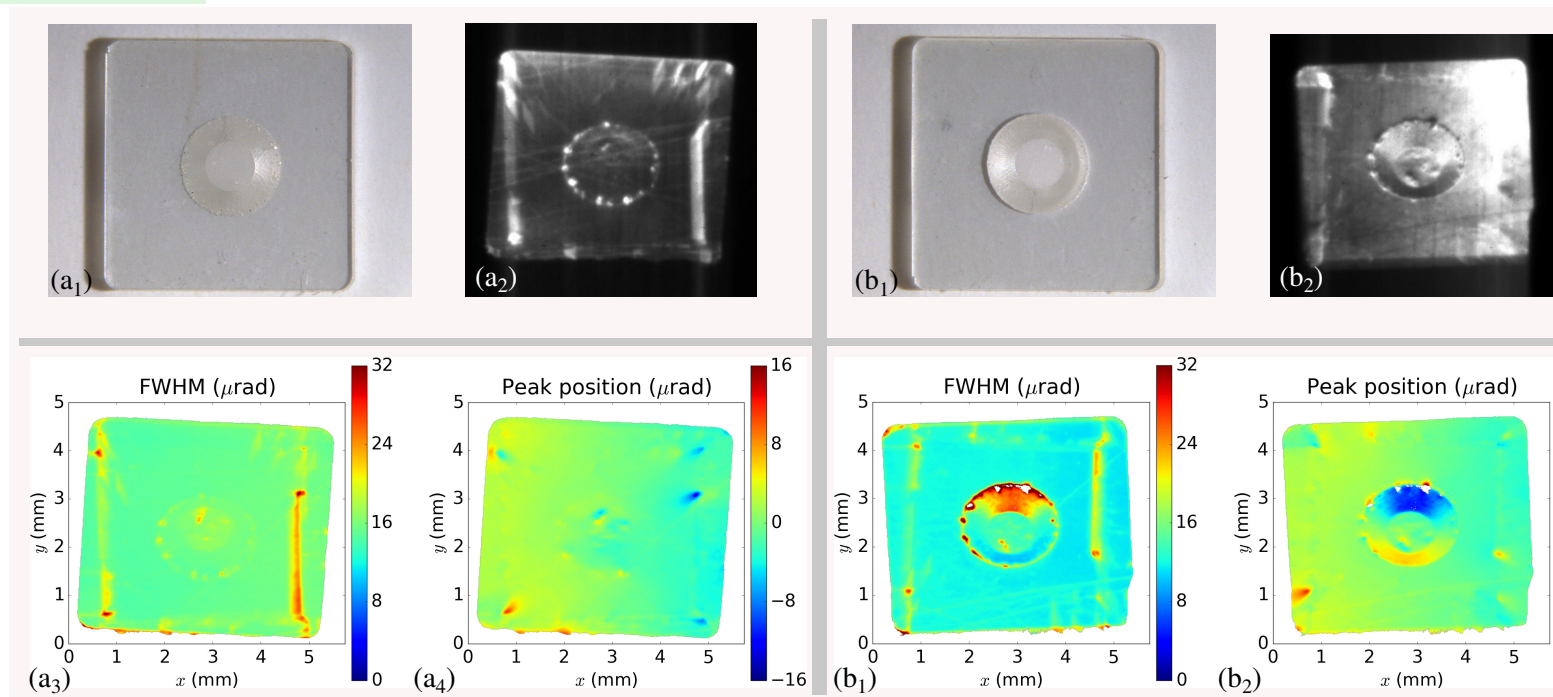 (a1)
(a2)
(b1)
(b2)
FWHM (μrad)
5
4
3
2
1
0
0 1 2 3 4 5
y (mm)
x (mm)
32
24
16
8
0
(a3)
Peak position (μrad)
5
4
3
2
1
0
0 1 2 3 4 5
y (mm)
x (mm)
16
8
0
−8
−16
(a4)
FWHM (μrad)
5
4
3
2
1
0
0 1 2 3 4 5
y (mm)
x (mm)
32
24
16
8
0
(b1)
Peak position (μrad)
5
4
3
2
1
0
0 1 2 3 4 5
y (mm)
x (mm)
(b2)